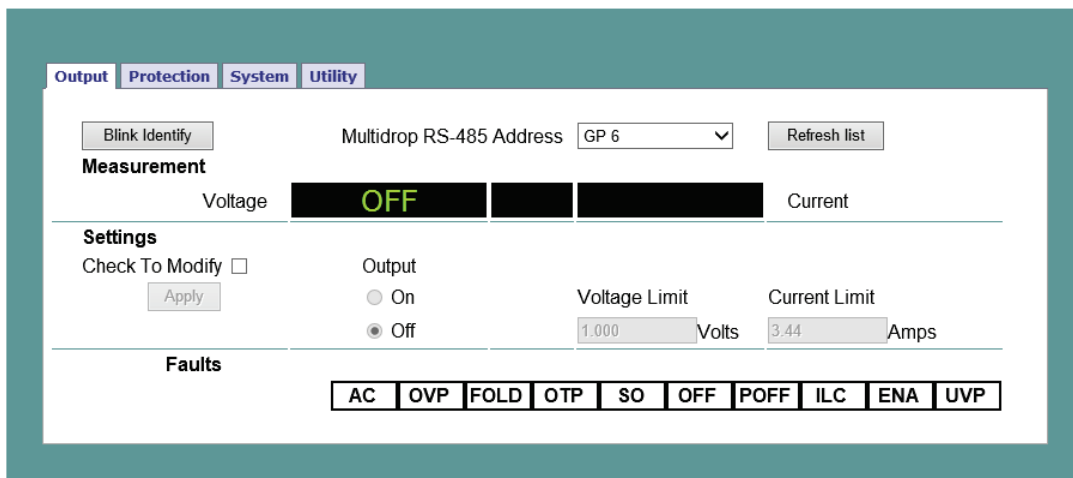 Output Protection System Utility
Blink Identify Multidrop RS-485 Address GP 6 Refresh list
Measurement
Voltage OFF Current
Settings
Check To Modify Output
Apply On Voltage Limit Current Limit
Off 1.000 Volts 3.44 Amps
Faults
AC OVP FOLD OTP SO OFF POFF ILC ENA UVP